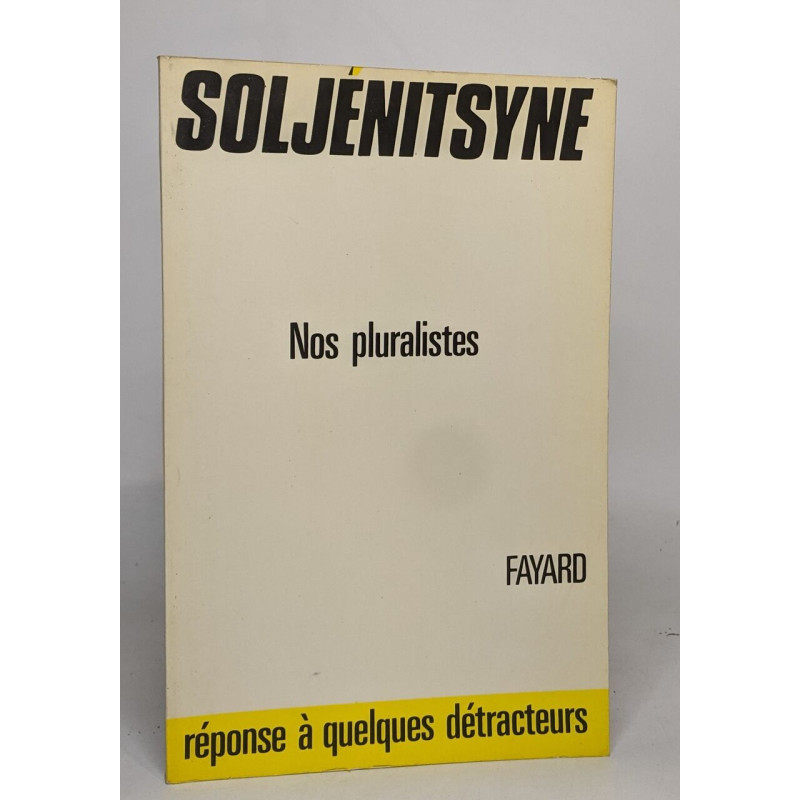 SOLJÉNITSYNE
Nos pluralistes
FAYARD
réponse à quelques détracteurs